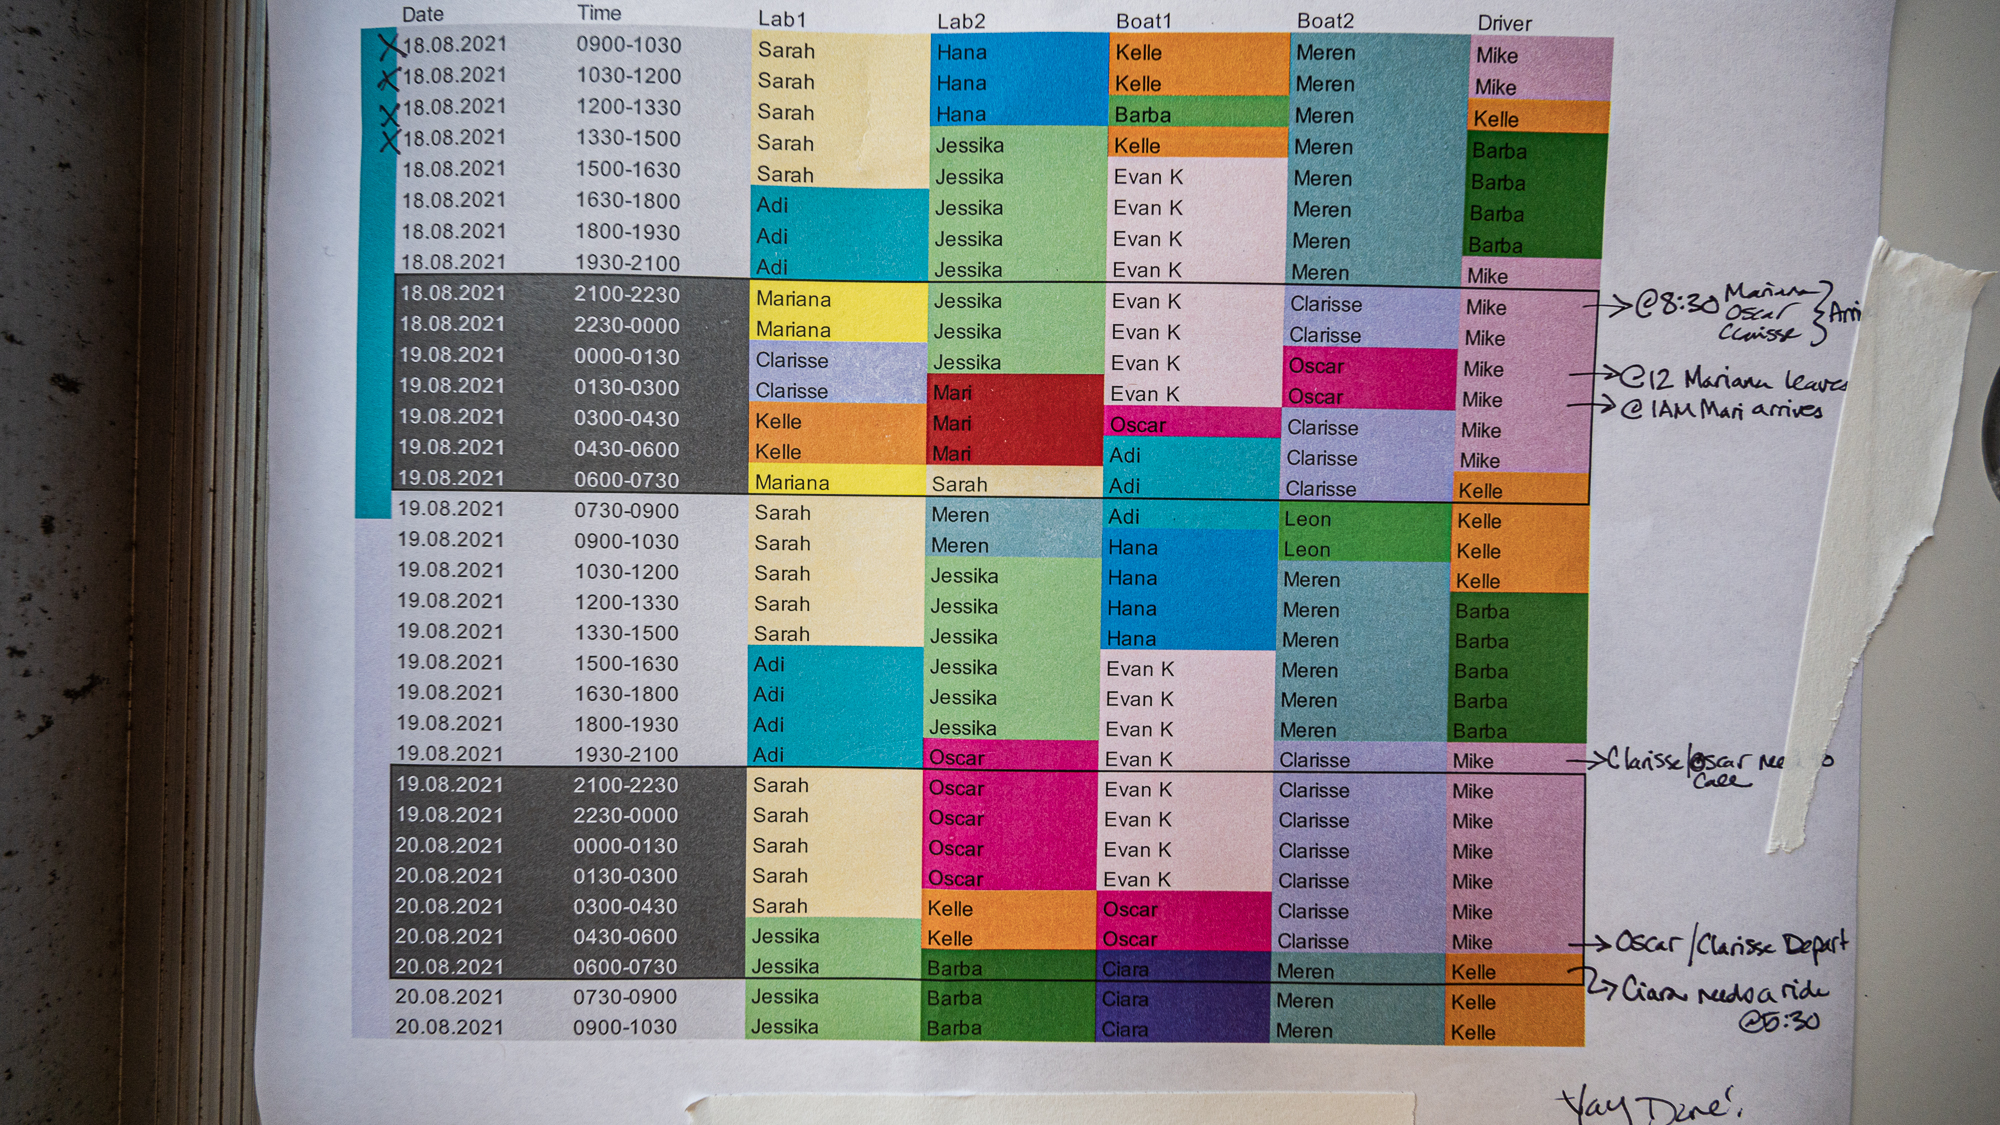 Date Time Lab1 Lab2 Boat1 Boat2 Driver
X 18.08.2021 0900-1030 Sarah Hana Kelle Meren Mike
X 18.08.2021 1030-1200 Sarah Hana Kelle Meren Mike
X 18.08.2021 1200-1330 Sarah Hana Barba Meren Kelle
X 18.08.2021 1330-1500 Sarah Jessika Kelle Meren Barba
18.08.2021 1500-1630 Sarah Jessika Evan K Meren Barba
18.08.2021 1630-1800 Adi Jessika Evan K Meren Barba
18.08.2021 1800-1930 Adi Jessika Evan K Meren Barba
18.08.2021 1930-2100 Adi Jessika Evan K Meren Mike
18.08.2021 2100-2230 Mariana Jessika Evan K Clarisse Mike → @8:30 Mariana Oscar Clarisse }
18.08.2021 2230-0000 Mariana Jessika Evan K Clarisse Mike
19.08.2021 0000-0130 Clarisse Jessika Evan K Oscar Mike → @12 Mariana leaves
19.08.2021 0130-0300 Clarisse Mari Evan K Oscar Mike → @ 1AM Mari arrives
19.08.2021 0300-0430 Kelle Mari Oscar Clarisse Mike
19.08.2021 0430-0600 Kelle Mari Adi Clarisse Mike
19.08.2021 0600-0730 Mariana Sarah Adi Clarisse Kelle
19.08.2021 0730-0900 Sarah Meren Adi Leon Kelle
19.08.2021 0900-1030 Sarah Meren Hana Leon Kelle
19.08.2021 1030-1200 Sarah Jessika Hana Meren Kelle
19.08.2021 1200-1330 Sarah Jessika Hana Meren Barba
19.08.2021 1330-1500 Sarah Jessika Hana Meren Barba
19.08.2021 1500-1630 Adi Jessika Evan K Meren Barba
19.08.2021 1630-1800 Adi Jessika Evan K Meren Barba
19.08.2021 1800-1930 Adi Jessika Evan K Meren Barba
19.08.2021 1930-2100 Adi Oscar Evan K Clarisse Mike → Clarisse/Oscar call
19.08.2021 2100-2230 Sarah Oscar Evan K Clarisse Mike
19.08.2021 2230-0000 Sarah Oscar Evan K Clarisse Mike
20.08.2021 0000-0130 Sarah Oscar Evan K Clarisse Mike
20.08.2021 0130-0300 Sarah Oscar Evan K Clarisse Mike
20.08.2021 0300-0430 Sarah Kelle Oscar Clarisse Mike
20.08.2021 0430-0600 Jessika Kelle Oscar Clarisse Mike → Oscar / Clarisse Depart
20.08.2021 0600-0730 Jessika Barba Ciara Meren Kelle → Ciara needs a ride @5:30
20.08.2021 0730-0900 Jessika Barba Ciara Meren Kelle
20.08.2021 0900-1030 Jessika Barba Ciara Meren Kelle
Yay Done!